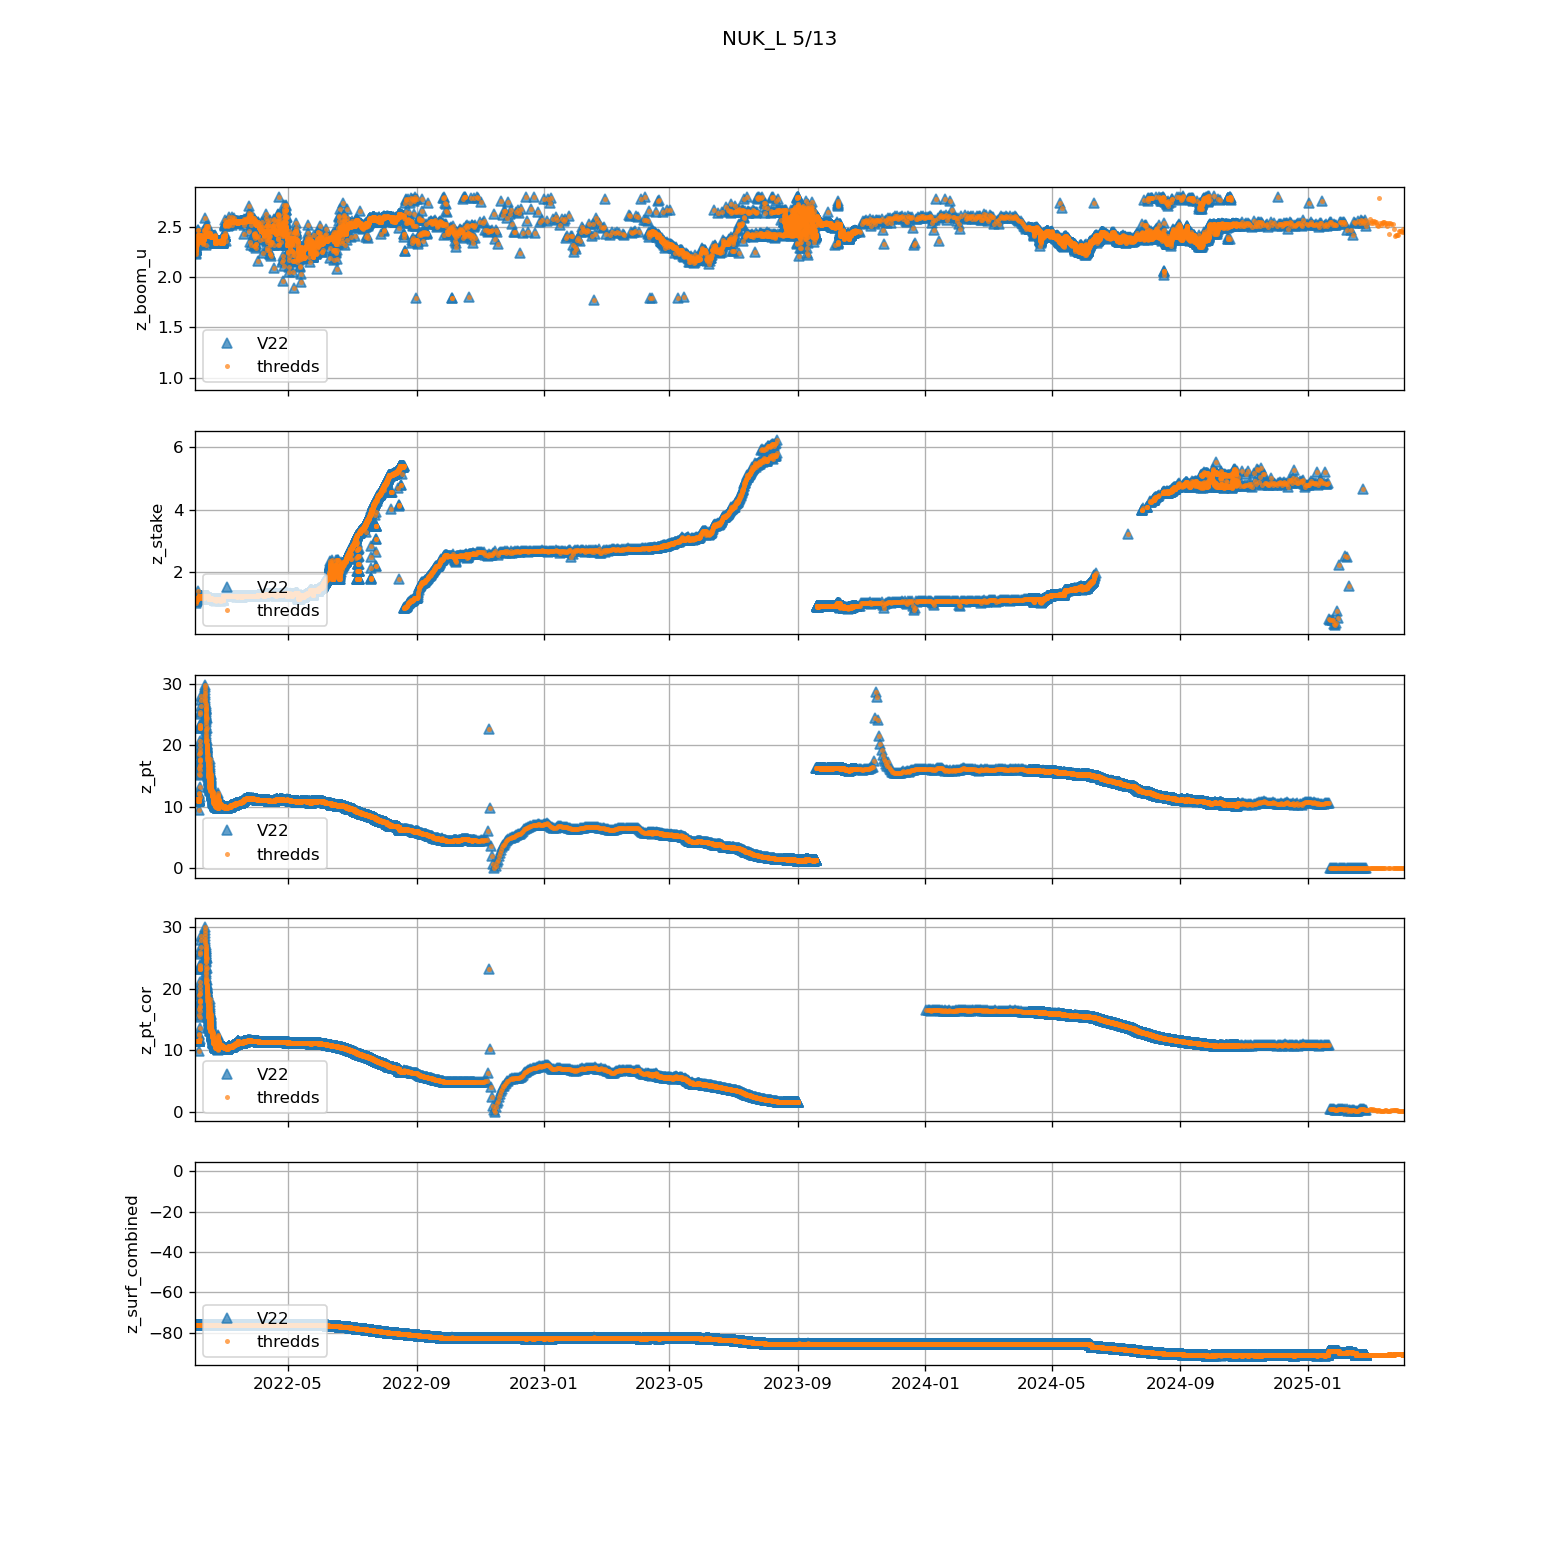 NUK_L 5/13
z_boom_u
2.5
2.0
1.5
1.0
V22
thredds
z_stake
6
4
2
V22
thredds
z_pt
30
20
10
0
V22
thredds
z_pt_cor
30
20
10
0
V22
thredds
z_surf_combined
0
−20
−40
−60
−80
V22
thredds
2022-05 2022-09 2023-01 2023-05 2023-09 2024-01 2024-05 2024-09 2025-01